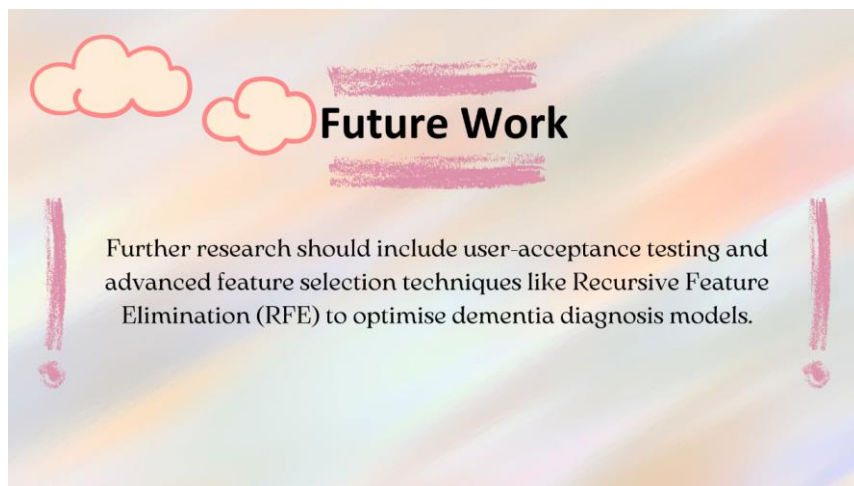 Future Work
Further research should include user-acceptance testing and
advanced feature selection techniques like Recursive Feature
Elimination (RFE) to optimise dementia diagnosis models.